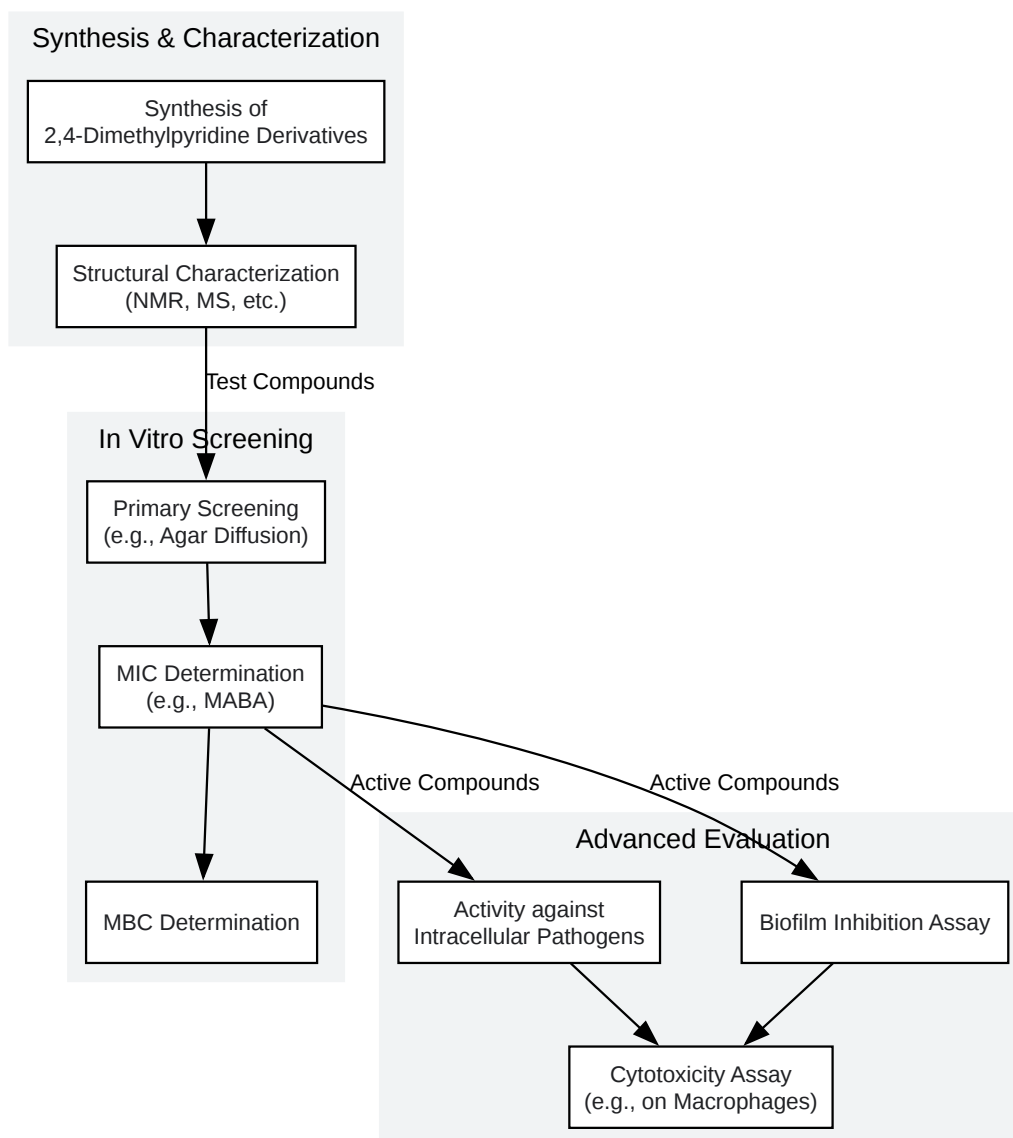 Synthesis & Characterization
Synthesis of
2,4-Dimethylpyridine Derivatives
Structural Characterization
(NMR, MS, etc.)
Test Compounds
In Vitro Screening
Primary Screening
(e.g., Agar Diffusion)
MIC Determination
(e.g., MABA)
Active Compounds
Active Compounds
Advanced Evaluation
MBC Determination
Activity against
Intracellular Pathogens
Biofilm Inhibition Assay
Cytotoxicity Assay
(e.g., on Macrophages)